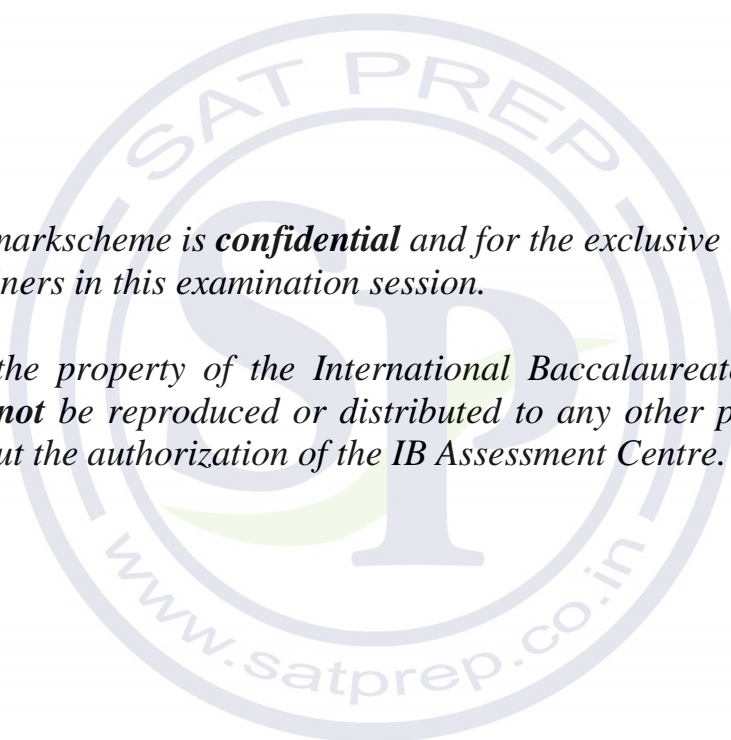 SAT PREP
markscheme is confidential and for the exclusive
ners in this examination session.
the property of the International Baccalaureate
not be reproduced or distributed to any other p
ut the authorization of the IB Assessment Centre.
SP
www.satprep.co.in